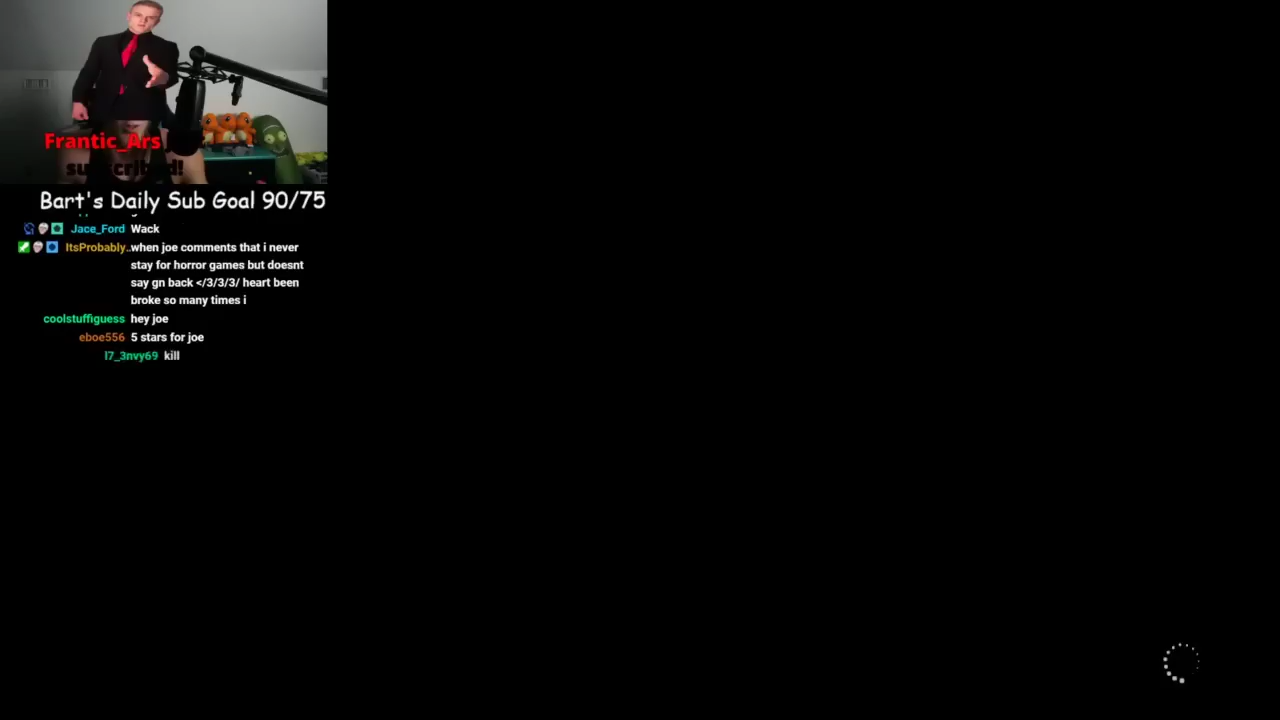 Frantic_Ars
subscribed!
Bart's Daily Sub Goal 90/75
Jace_Ford Wack
ItsProbably.. when joe comments that i never
stay for horror games but doesnt
say gn back </3/3/3/ heart been
broke so many times i
coolstuffiguess hey joe
eboe556 5 stars for joe
l7_3nvy69 kill